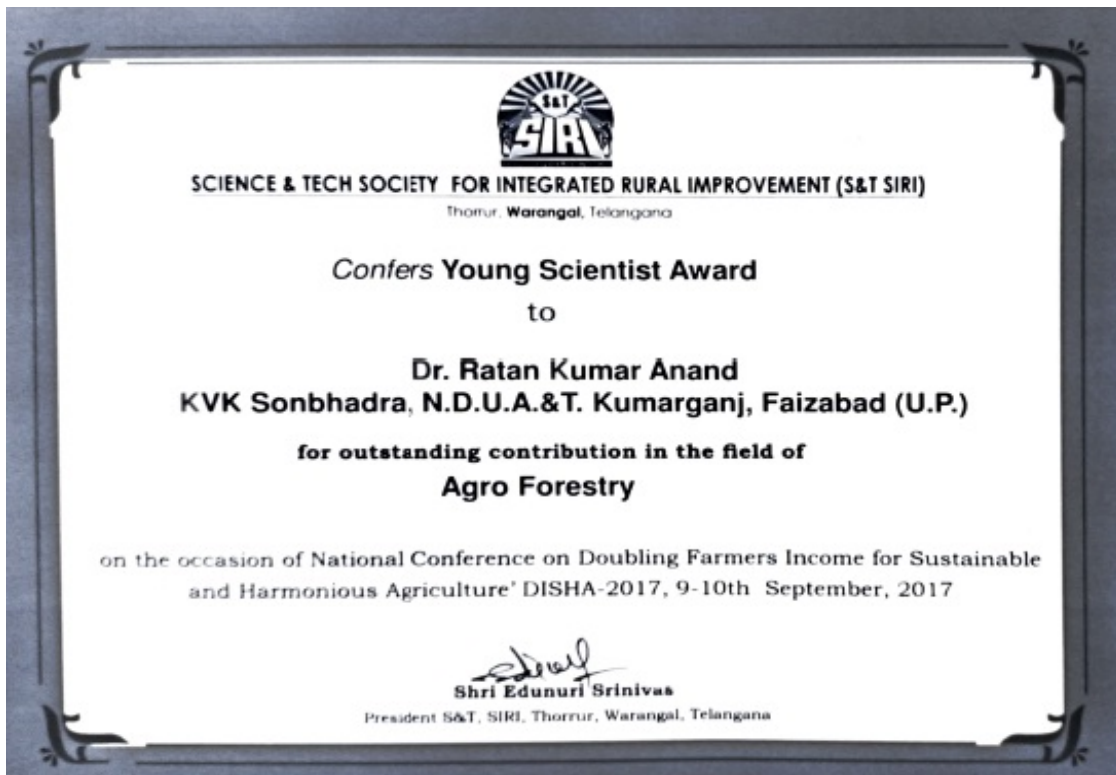 S&T
SIRI
SCIENCE & TECH SOCIETY FOR INTEGRATED RURAL IMPROVEMENT (S&T SIRI)
Thorrur, Warangal, Telangana
Confers Young Scientist Award
to
Dr. Ratan Kumar Anand
KVK Sonbhadra, N.D.U.A.&T. Kumarganj, Faizabad (U.P.)
for outstanding contribution in the field of
Agro Forestry
on the occasion of National Conference on Doubling Farmers Income for Sustainable
and Harmonious Agriculture' DISHA-2017, 9-10th September, 2017
Shri Edunuri Srinivas
President S&T, SIRI, Thorrur, Warangal, Telangana